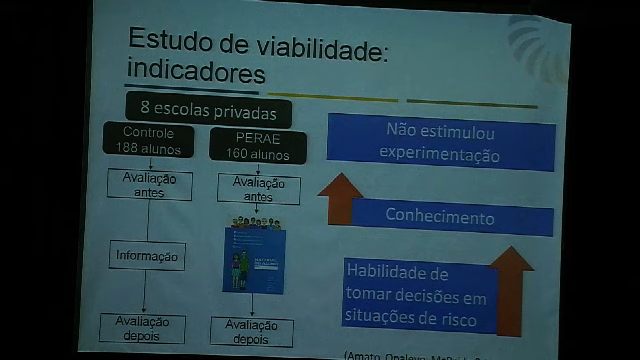 Estudo de viabilidade:
indicadores
8 escolas privadas
Controle
188 alunos
PERAE
160 alunos
Avaliação
antes
Avaliação
antes
Informação
Avaliação
depois
Avaliação
depois
Não estimulou
experimentação
Conhecimento
Habilidade de
tomar decisões em
situações de risco
(Amato, Opaleye,